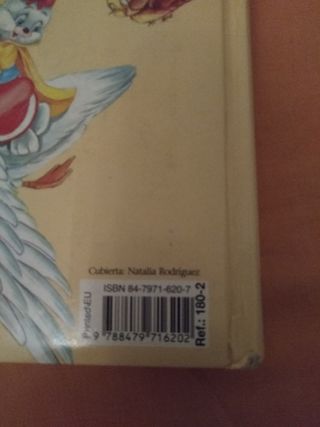 Cubierta: Natalia Rodríguez
ISBN 84-7971-620-7
Printed-EU
9 788479 716202
Ref.: 180-2